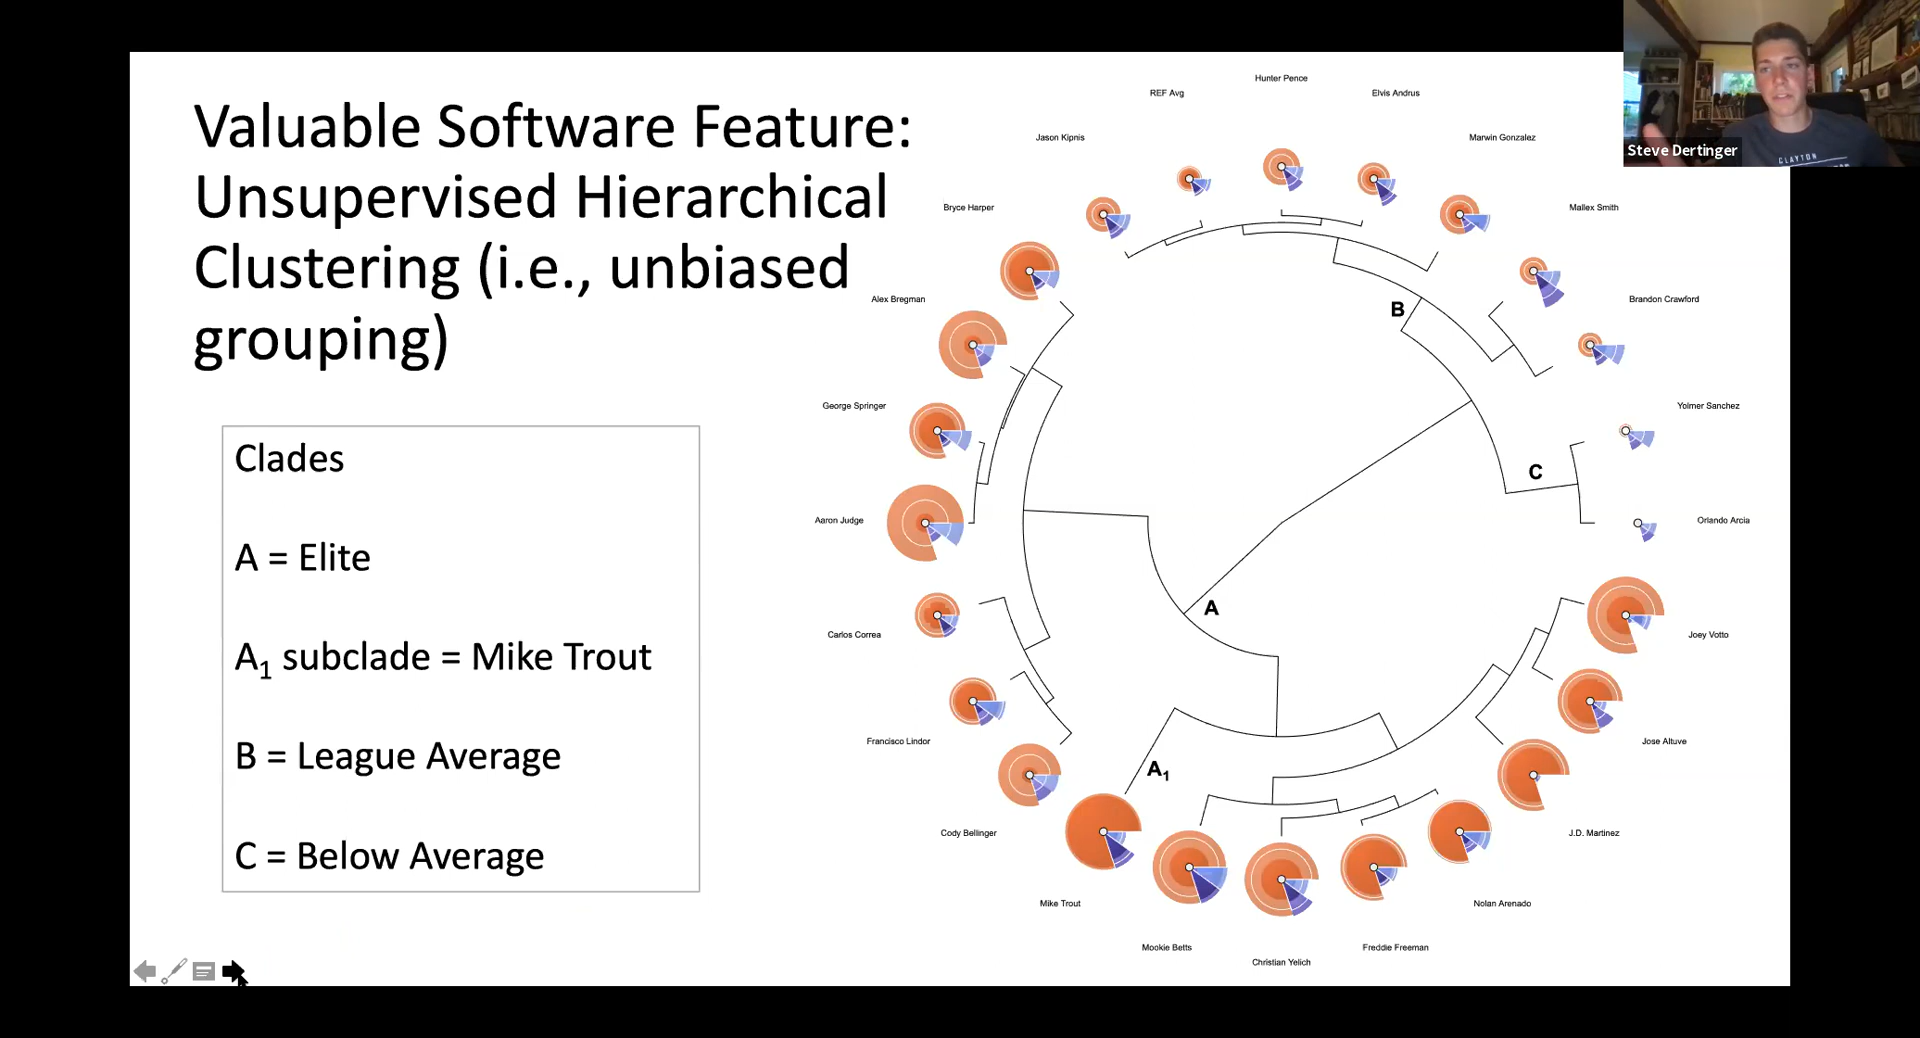 Valuable Software Feature:
Unsupervised Hierarchical
Clustering (i.e., unbiased
grouping)
Clades
A = Elite
A₁ subclade = Mike Trout
B = League Average
C = Below Average
Hunter Pence
REF Avg
Elvis Andrus
Jason Kipnis
Marwin Gonzalez
Bryce Harper
Mallex Smith
Alex Bregman
Brandon Crawford
George Springer
Yolmer Sanchez
Aaron Judge
Orlando Arcia
Carlos Correa
Joey Votto
Francisco Lindor
Jose Altuve
Cody Bellinger
J.D. Martinez
Mike Trout
Nolan Arenado
Mookie Betts
Freddie Freeman
Christian Yelich
B
C
A
A₁
Steve Dertinger
CLAYTON